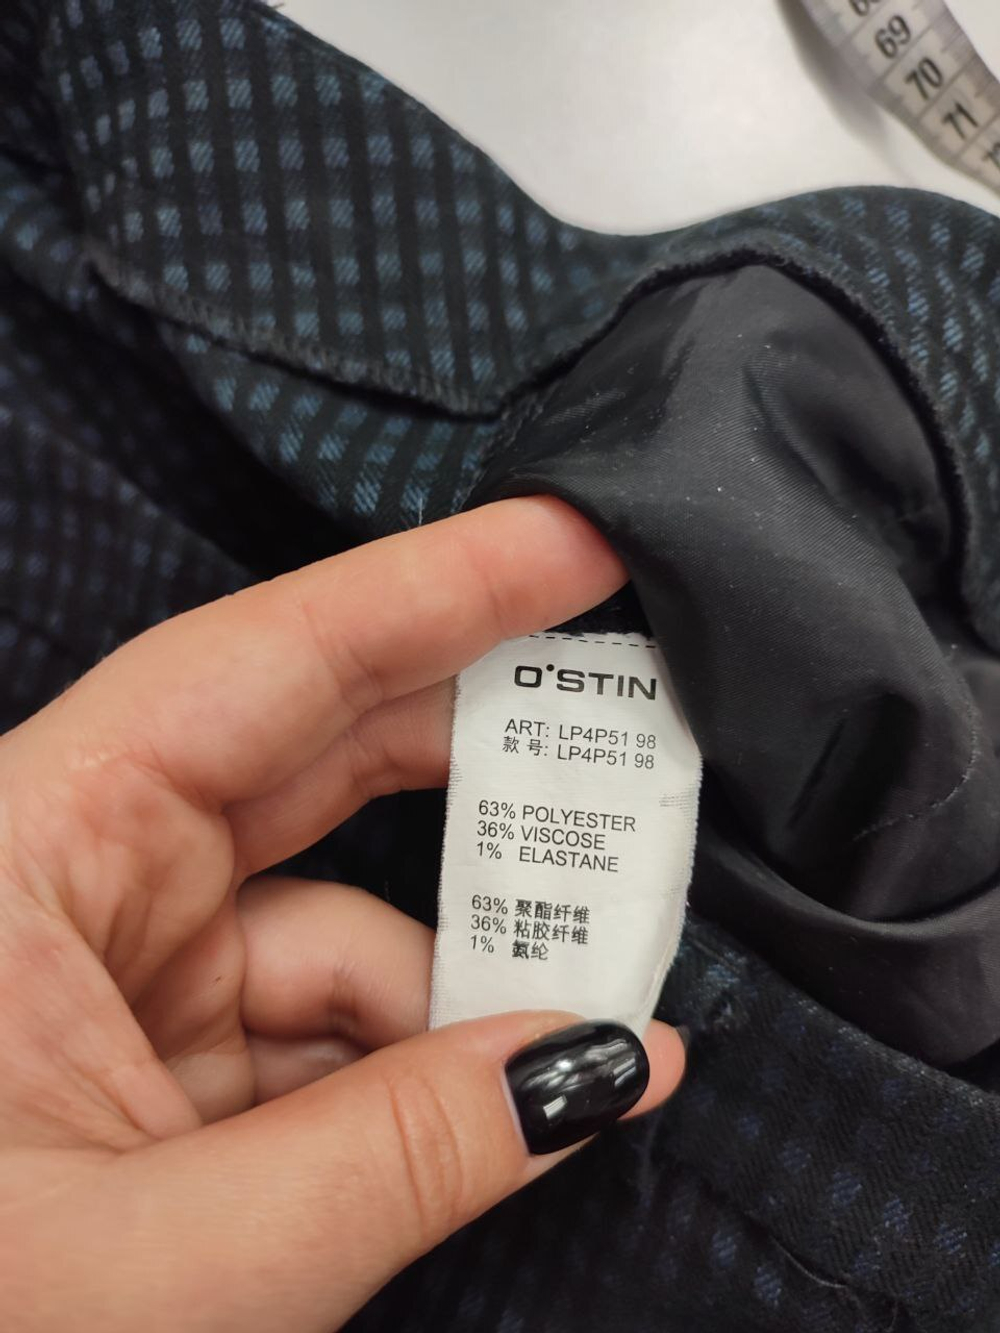 69
70
71
O'STIN
ART: LP4P51 98
款号: LP4P51 98
63% POLYESTER
36% VISCOSE
1% ELASTANE
63% 聚酯纤维
36% 粘胶纤维
1% 氨纶